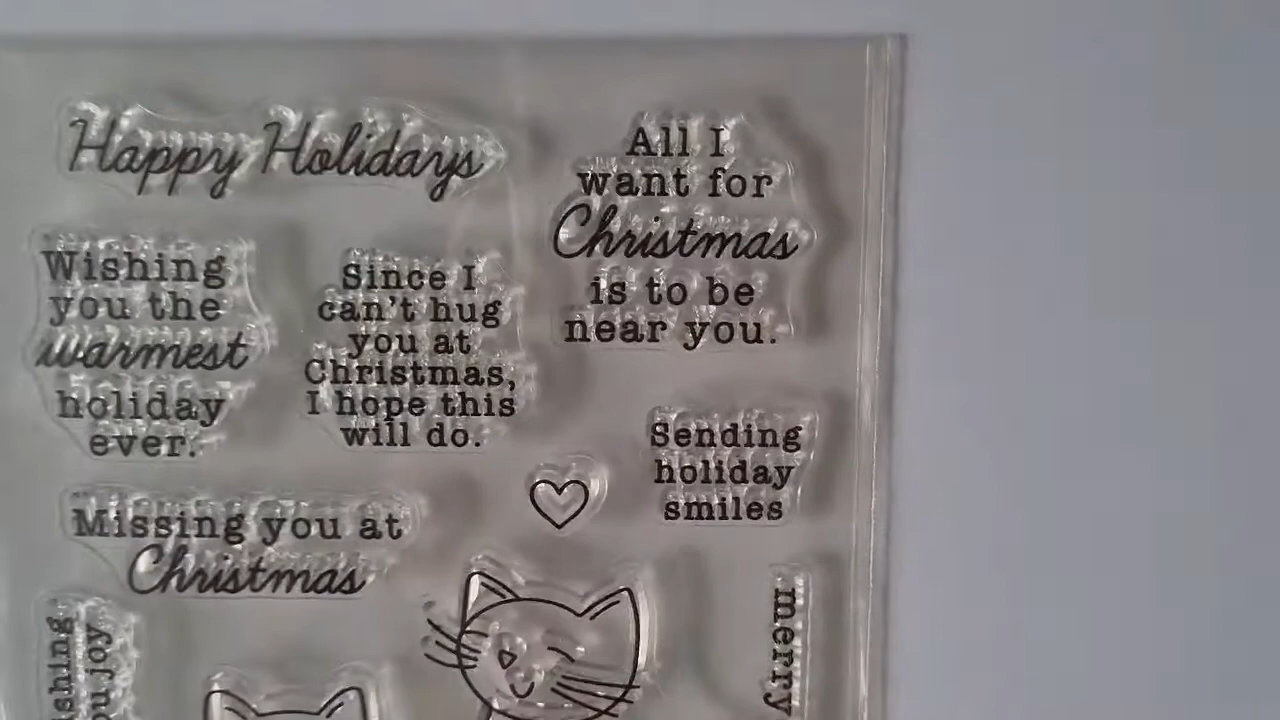 Happy Holidays
All I
want for
Christmas
is to be
near you.
Wishing
you the
warmest
holiday
ever.
Since I
can't hug
you at
Christmas,
I hope this
will do.
Sending
holiday
smiles
Missing you at
Christmas
joy
merry